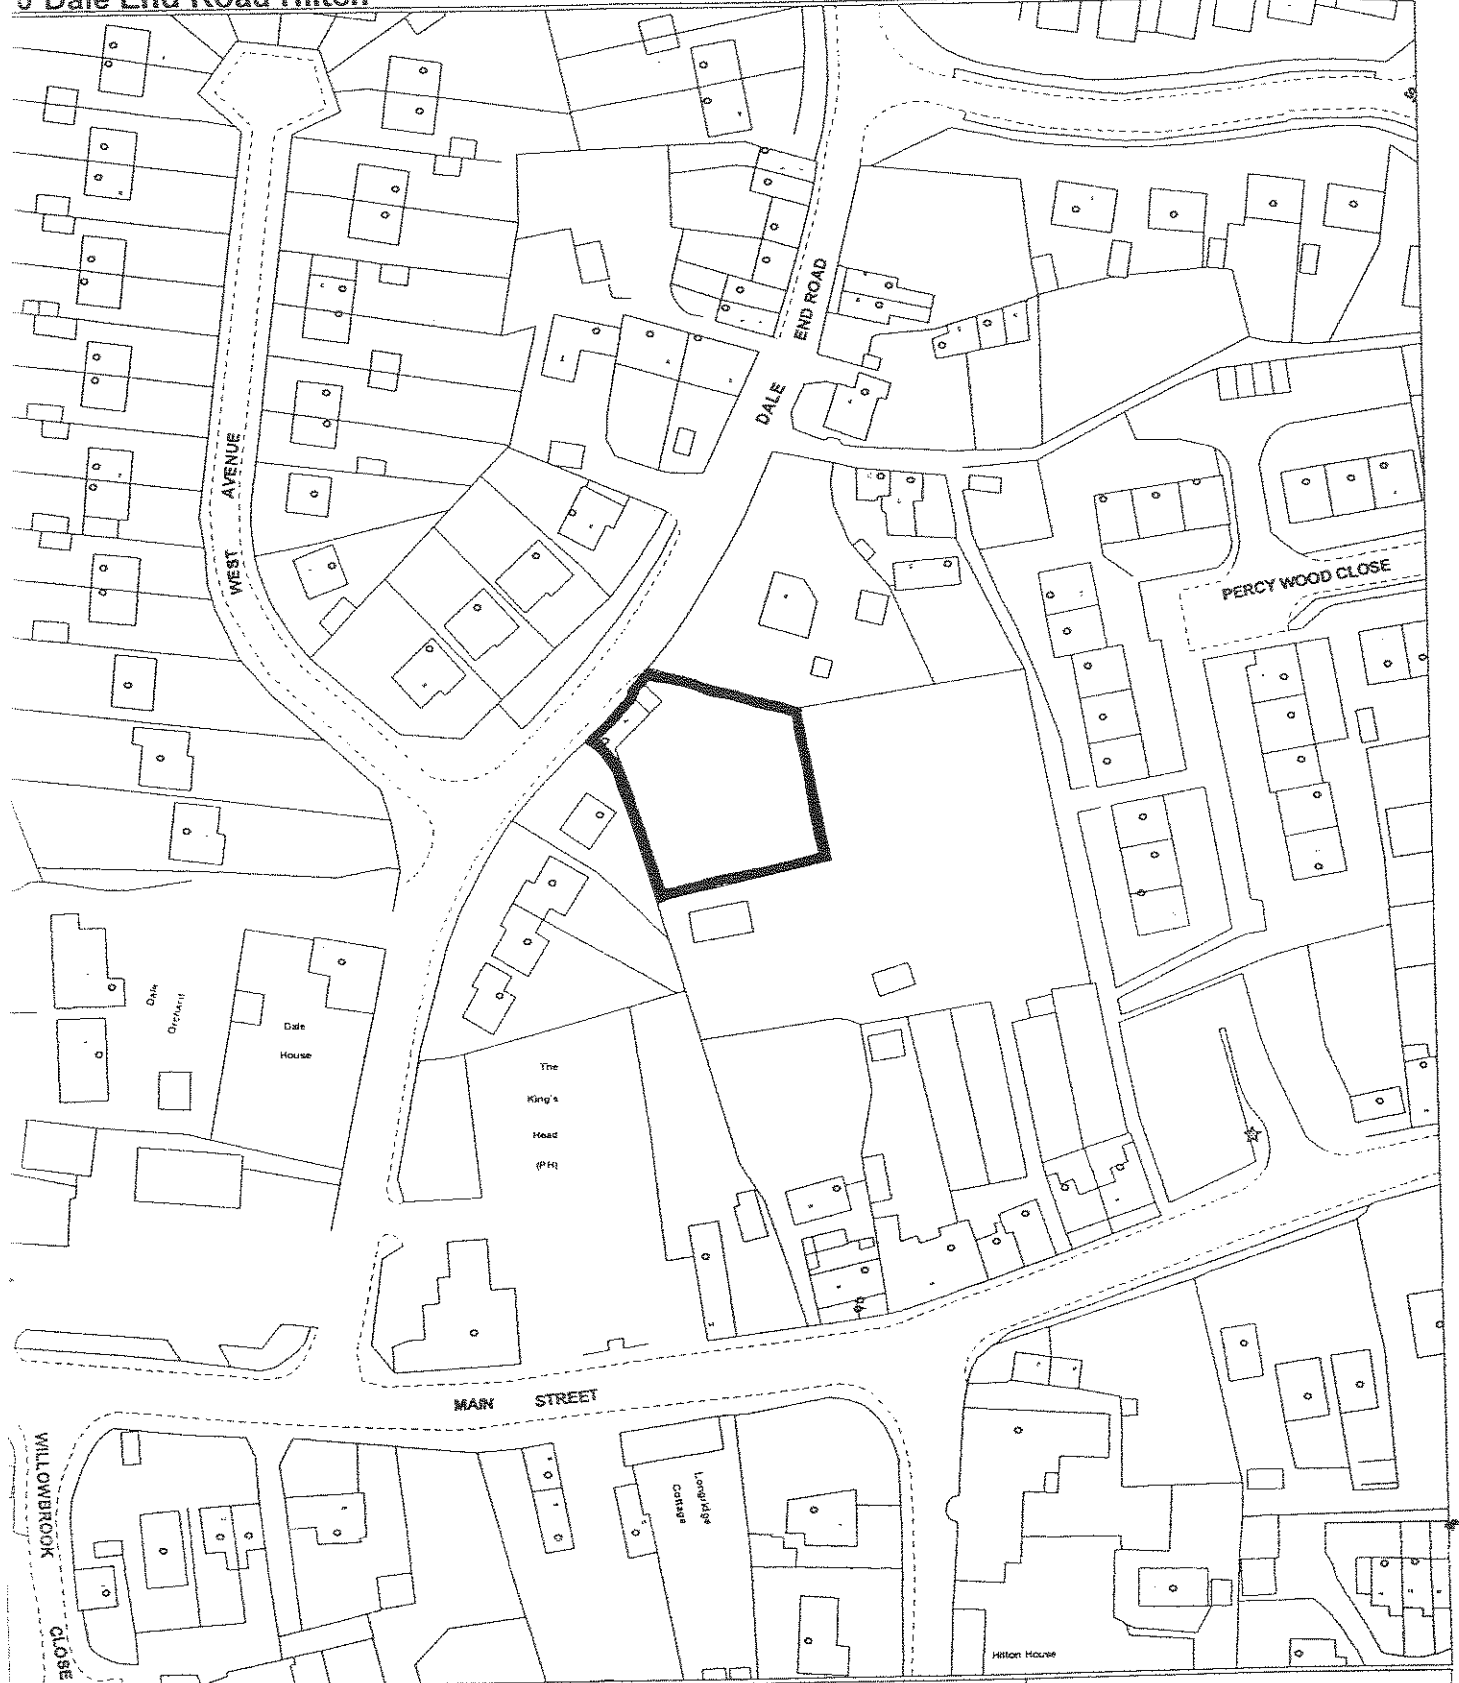 Dale End Road Hilton
END ROAD
DALE
WEST AVENUE
PERCY WOOD CLOSE
Dale
Orchard
Dale
House
The
King's
Head
(PH)
MAIN STREET
WILLOWBROOK CLOSE
Longridge
Cottage
Hilton House